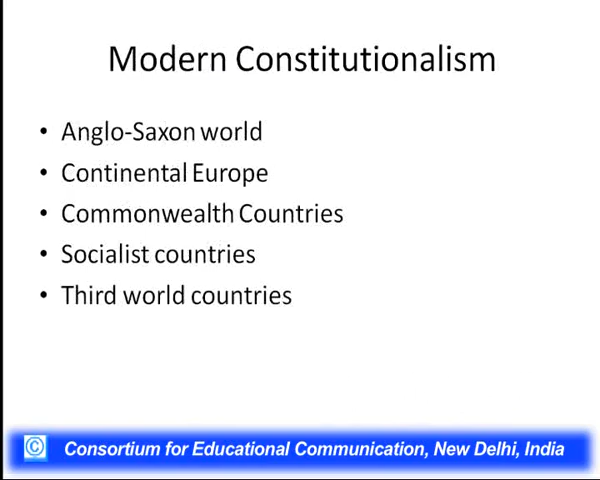 Modern Constitutionalism
• Anglo-Saxon world
• Continental Europe
• Commonwealth Countries
• Socialist countries
• Third world countries
© Consortium for Educational Communication, New Delhi, India